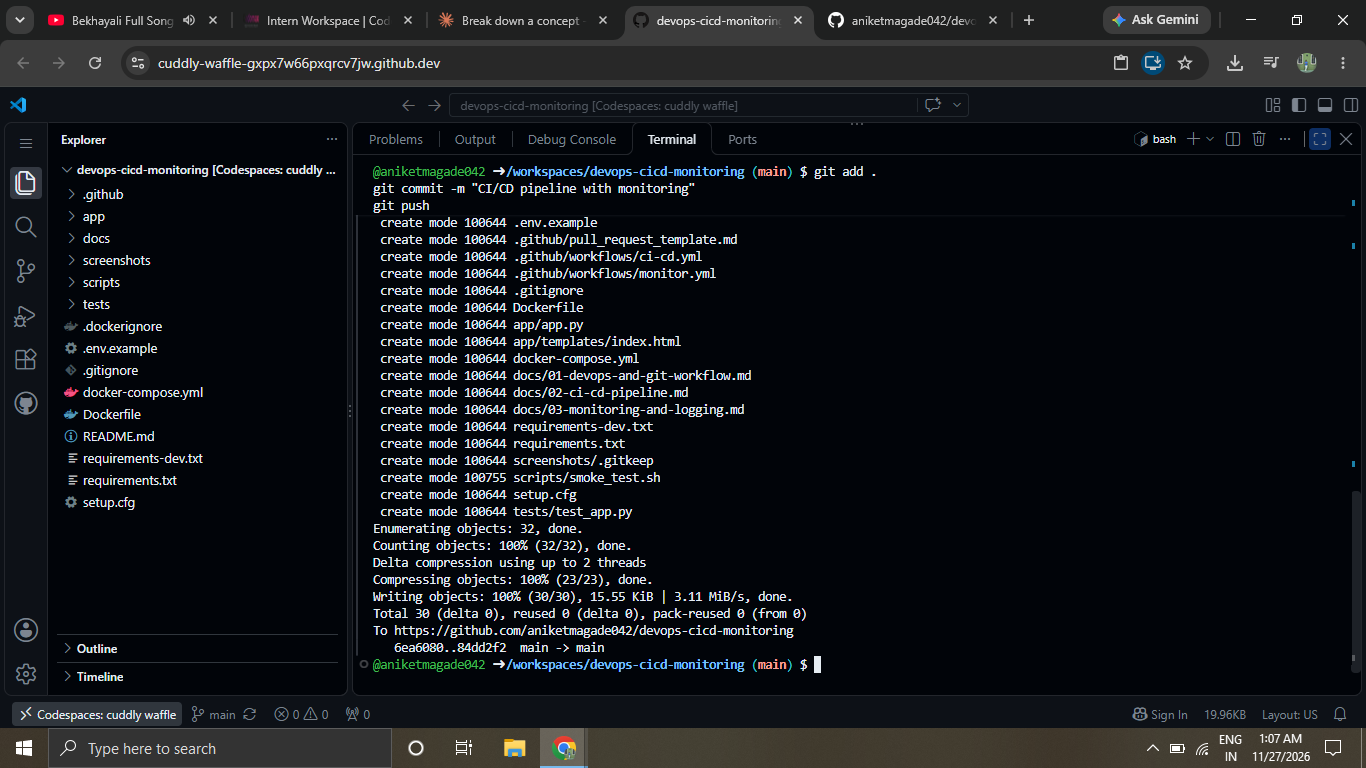 Bekhayali Full Song
Intern Workspace | Cod
Break down a concept -
devops-cicd-monitoring
aniketmagade042/devo
Ask Gemini
cuddly-waffle-gxpx7w66pxqrcv7jw.github.dev
devops-cicd-monitoring [Codespaces: cuddly waffle]
Explorer
devops-cicd-monitoring [Codespaces: cuddly ...
.github
app
docs
screenshots
scripts
tests
.dockerignore
.env.example
.gitignore
docker-compose.yml
Dockerfile
README.md
requirements-dev.txt
requirements.txt
setup.cfg
Outline
Timeline
Problems Output Debug Console Terminal Ports
bash
@aniketmagade042 ➜/workspaces/devops-cicd-monitoring (main) $ git add .
git commit -m "CI/CD pipeline with monitoring"
git push
create mode 100644 .env.example
create mode 100644 .github/pull_request_template.md
create mode 100644 .github/workflows/ci-cd.yml
create mode 100644 .github/workflows/monitor.yml
create mode 100644 .gitignore
create mode 100644 Dockerfile
create mode 100644 app/app.py
create mode 100644 app/templates/index.html
create mode 100644 docker-compose.yml
create mode 100644 docs/01-devops-and-git-workflow.md
create mode 100644 docs/02-ci-cd-pipeline.md
create mode 100644 docs/03-monitoring-and-logging.md
create mode 100644 requirements-dev.txt
create mode 100644 requirements.txt
create mode 100644 screenshots/.gitkeep
create mode 100755 scripts/smoke_test.sh
create mode 100644 setup.cfg
create mode 100644 tests/test_app.py
Enumerating objects: 32, done.
Counting objects: 100% (32/32), done.
Delta compression using up to 2 threads
Compressing objects: 100% (23/23), done.
Writing objects: 100% (30/30), 15.55 KiB | 3.11 MiB/s, done.
Total 30 (delta 0), reused 0 (delta 0), pack-reused 0 (from 0)
To https://github.com/aniketmagade042/devops-cicd-monitoring
6ea6080..84dd2f2 main -> main
@aniketmagade042 ➜/workspaces/devops-cicd-monitoring (main) $
Codespaces: cuddly waffle main 0 0 0
Sign In 19.96KB Layout: US
Type here to search
ENG
IN
1:07 AM
11/27/2026